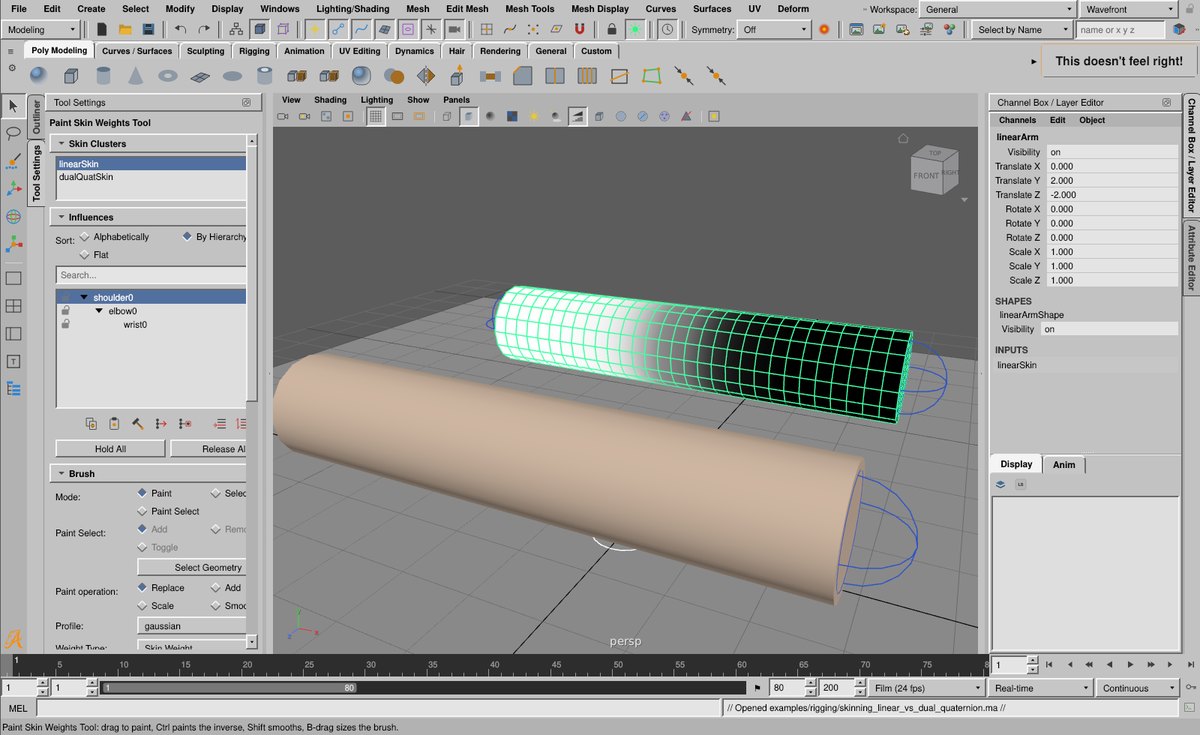 File Edit Create Select Modify Display Windows Lighting/Shading Mesh Edit Mesh Mesh Tools Mesh Display Curves Surfaces UV Deform Workspace: General Wavefront
Modeling Symmetry: Off Select by Name name or x y z
Poly Modeling Curves / Surfaces Sculpting Rigging Animation UV Editing Dynamics Hair Rendering General Custom
This doesn't feel right!
Tool Settings
Outliner
Tool Settings
Paint Skin Weights Tool
Skin Clusters
linearSkin
dualQuatSkin
Influences
Sort: Alphabetically By Hierarchy
Flat
Search...
shoulder0
elbow0
wrist0
Hold All Release Al
Brush
Mode: Paint Selec
Paint Select
Paint Select: Add Remo
Toggle
Select Geometry
Paint operation: Replace Add
Scale Smoo
Profile: gaussian
Weight Type: Skin Weight
View Shading Lighting Show Panels
TOP
FRONT RIGHT
persp
y
x
z
Channel Box / Layer Editor
Channels Edit Object
linearArm
Visibility on
Translate X 0.000
Translate Y 2.000
Translate Z -2.000
Rotate X 0.000
Rotate Y 0.000
Rotate Z 0.000
Scale X 1.000
Scale Y 1.000
Scale Z 1.000
SHAPES
linearArmShape
Visibility on
INPUTS
linearSkin
Display Anim
Channel Box / Layer Editor
Attribute Editor
1 5 10 15 20 25 30 35 40 45 50 55 60 65 70 75 8 1
1 1 1 80 80 200 Film (24 fps) Real-time Continuous
MEL // Opened examples/rigging/skinning_linear_vs_dual_quaternion.ma //
Paint Skin Weights Tool: drag to paint, Ctrl paints the inverse, Shift smooths, B-drag sizes the brush.